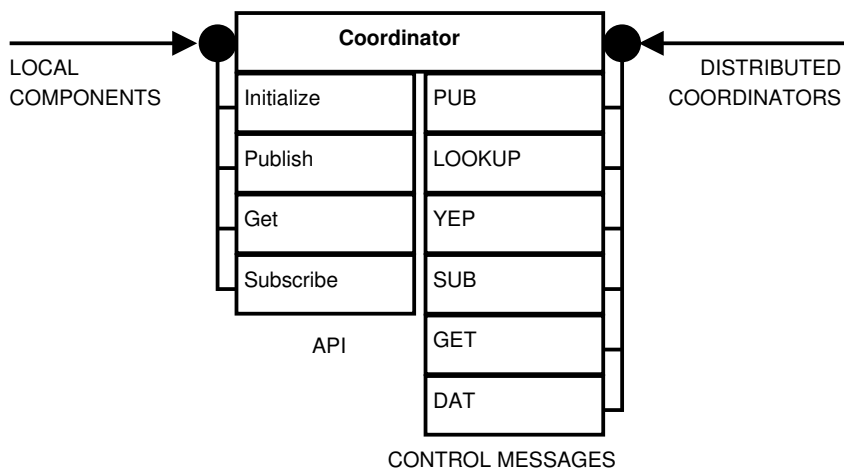 Coordinator
LOCAL
COMPONENTS
DISTRIBUTED
COORDINATORS
Initialize
Publish
Get
Subscribe
API
PUB
LOOKUP
YEP
SUB
GET
DAT
CONTROL MESSAGES